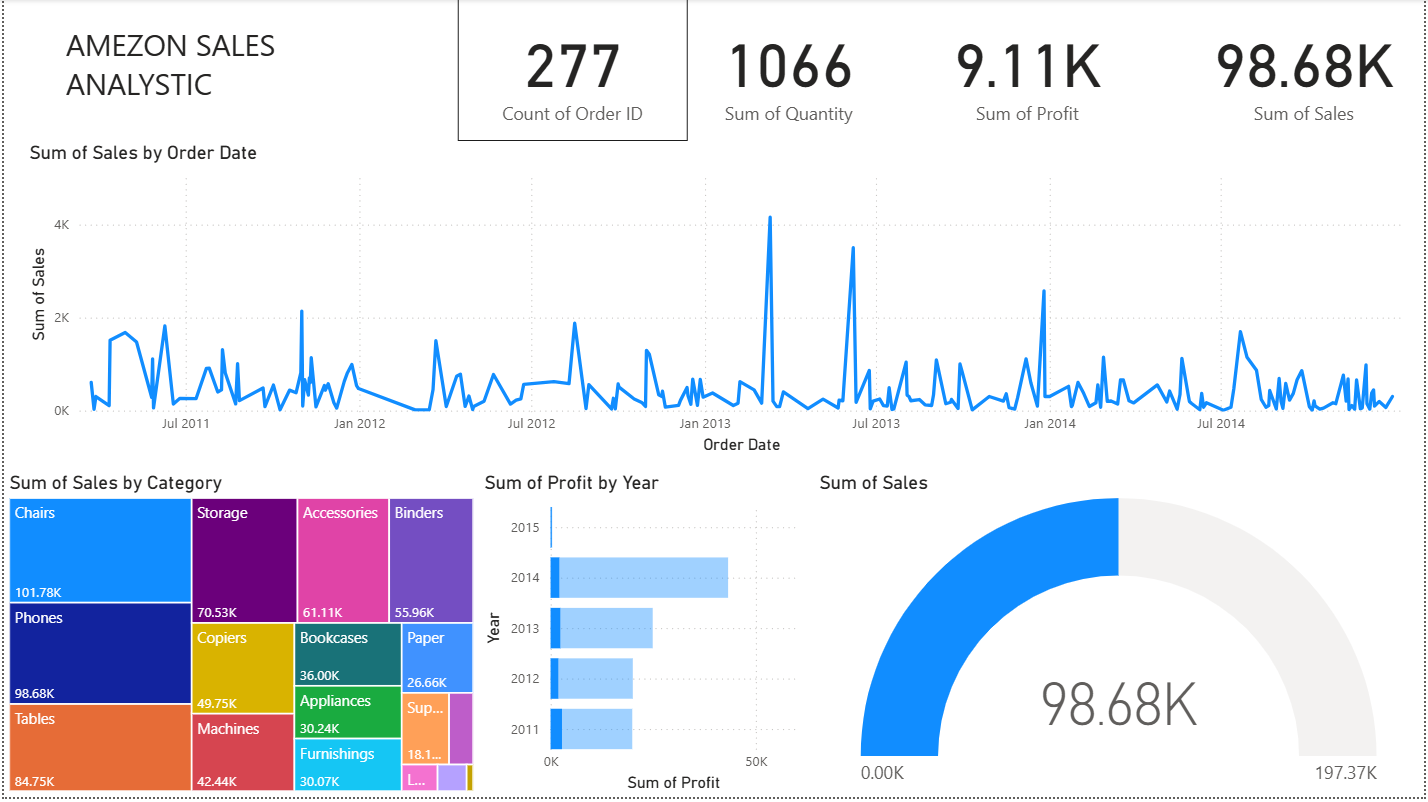 AMEZON SALES
ANALYSTIC
277
Count of Order ID
1066
Sum of Quantity
9.11K
Sum of Profit
98.68K
Sum of Sales
Sum of Sales by Order Date
Sum of Sales
4K
2K
0K
Jul 2011
Jan 2012
Jul 2012
Jan 2013
Jul 2013
Jan 2014
Jul 2014
Order Date
Sum of Sales by Category
Chairs
101.78K
Phones
98.68K
Tables
84.75K
Storage
70.53K
Accessories
61.11K
Binders
55.96K
Copiers
49.75K
Machines
42.44K
Bookcases
36.00K
Appliances
30.24K
Furnishings
30.07K
Paper
26.66K
Sup...
18.1...
L...
Sum of Profit by Year
Year
2015
2014
2013
2012
2011
0K
50K
Sum of Profit
Sum of Sales
98.68K
0.00K
197.37K